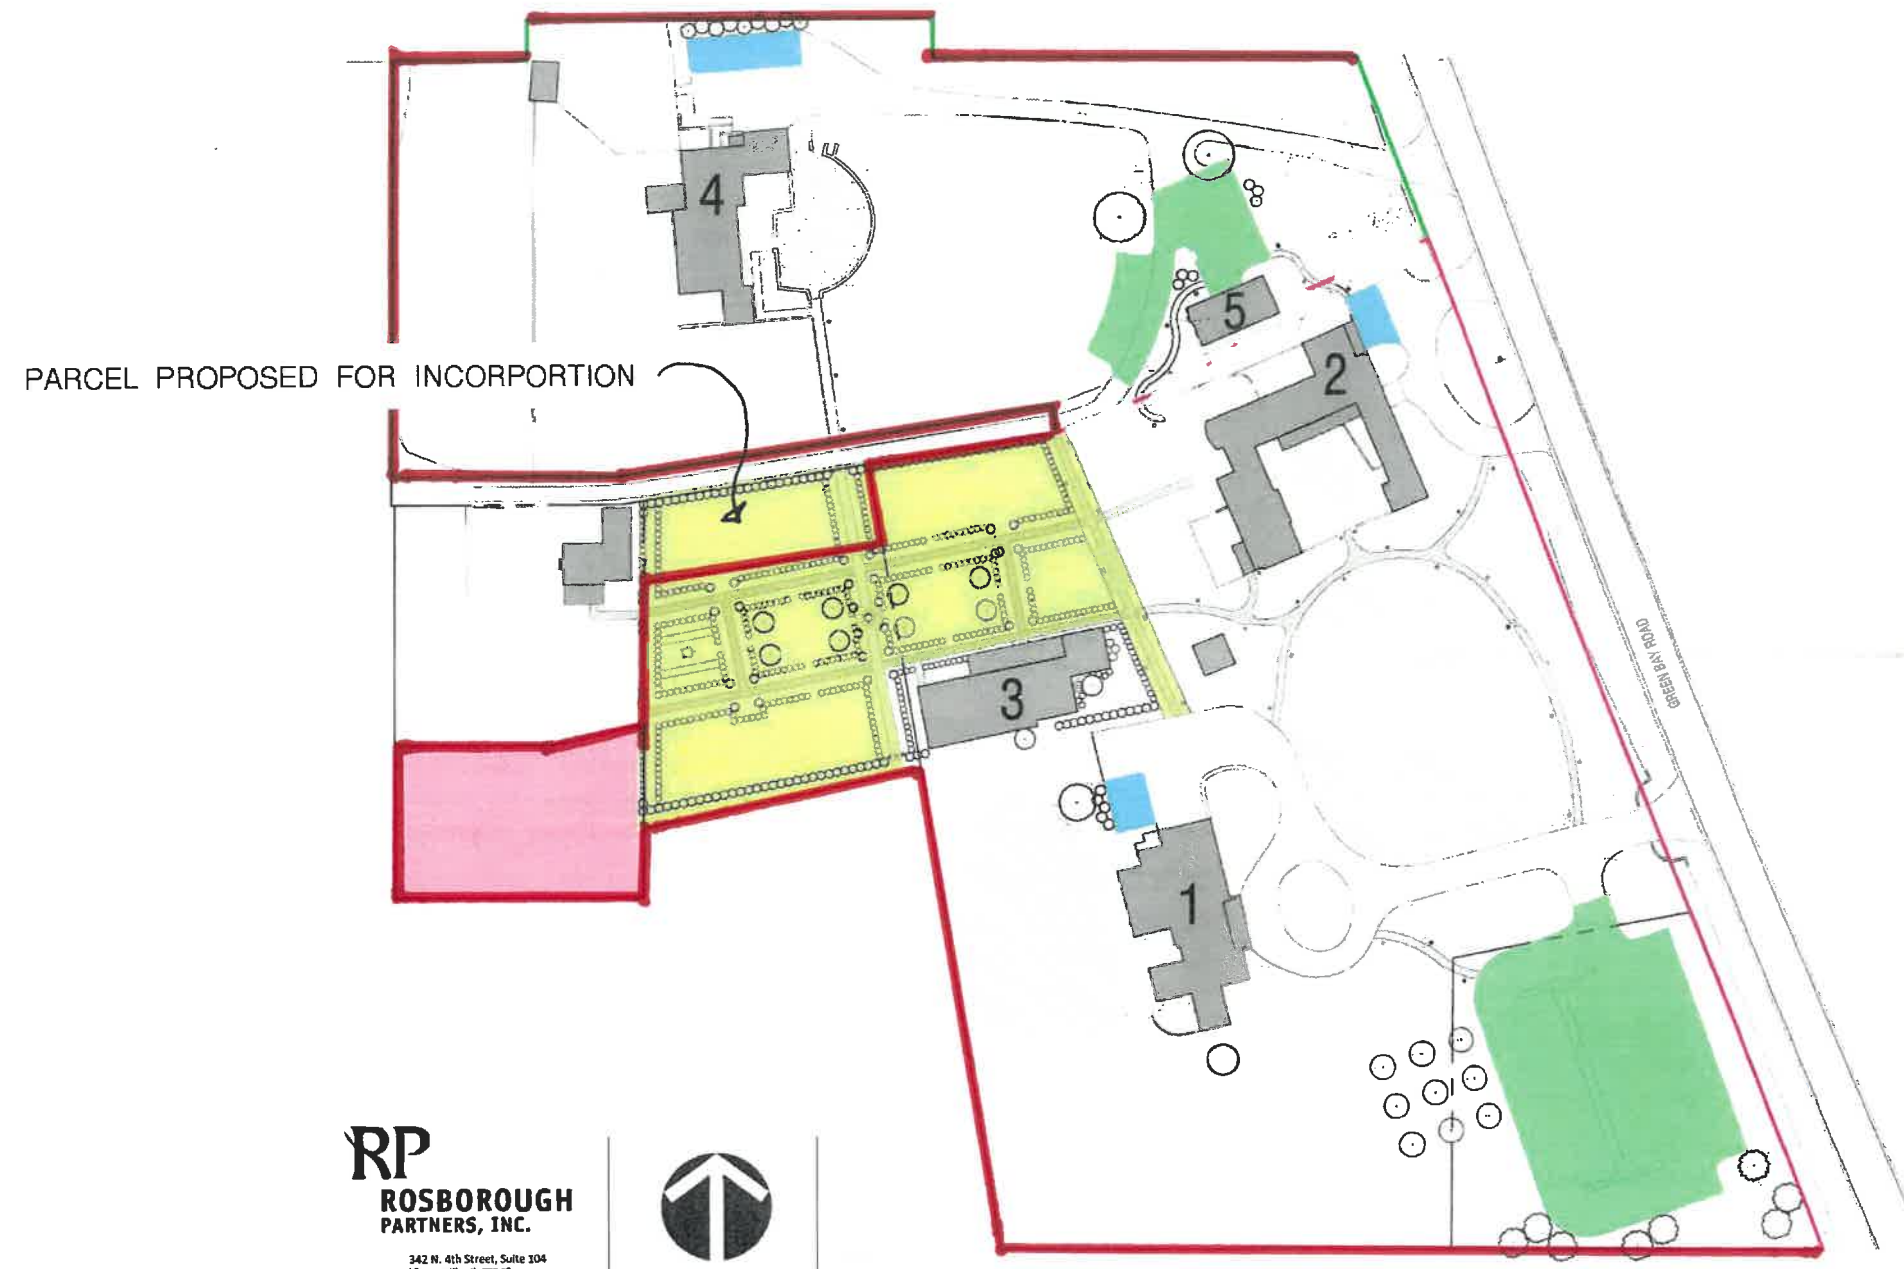 4
5
2
PARCEL PROPOSED FOR INCORPORTION
3
GREEN BAY ROAD
1
RP
ROSBOROUGH
PARTNERS, INC.
342 N. 4th Street, Suite 104